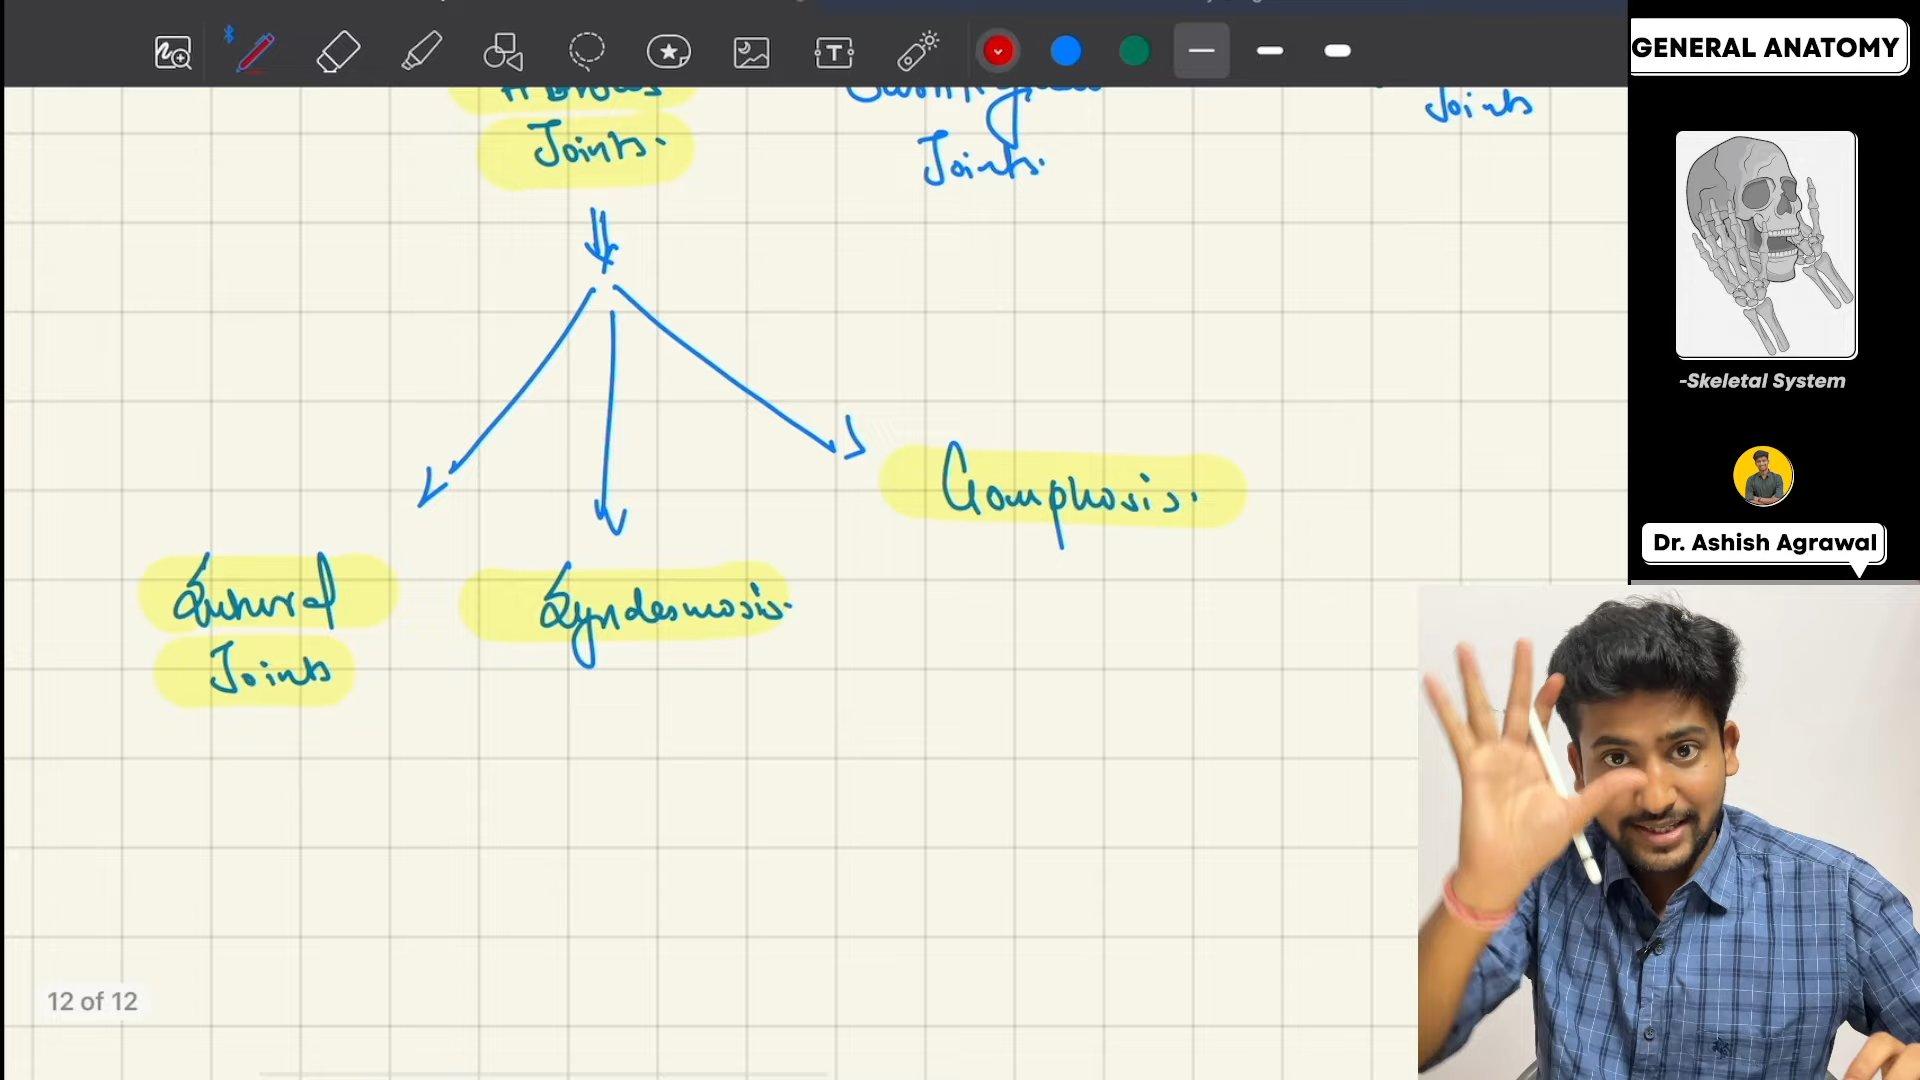 GENERAL ANATOMY
Joints.
Joints.
Joints
Gomphosis.
Sutural
Joints
Syndesmosis.
-Skeletal System
Dr. Ashish Agrawal
T
12 of 12